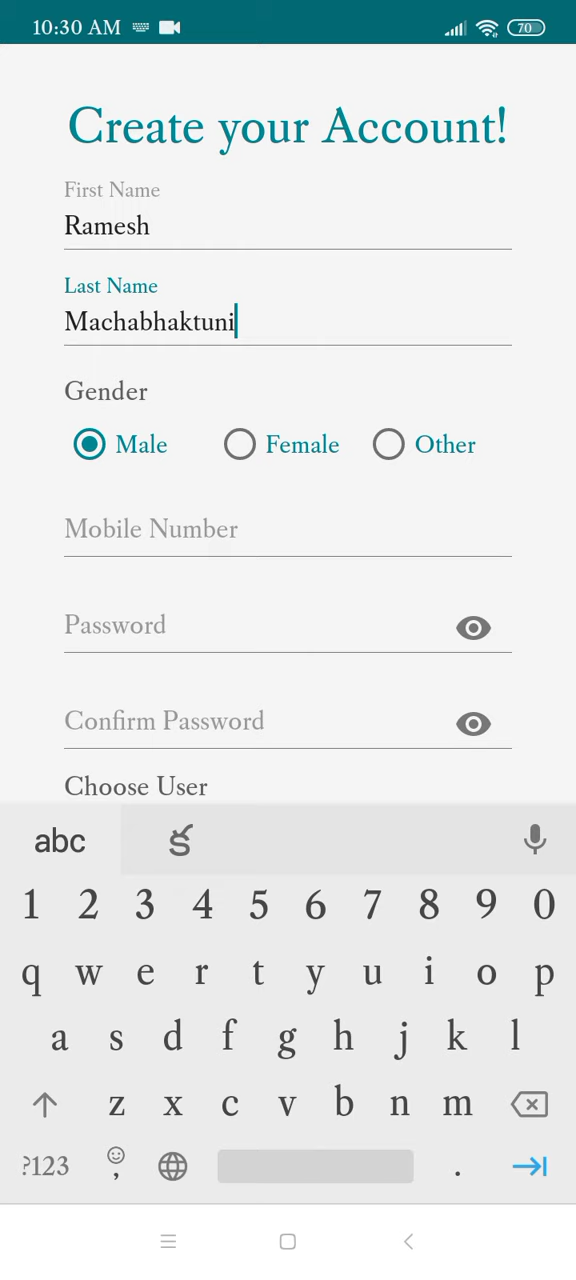 10:30 AM 70
Create your Account!
First Name
Ramesh
Last Name
Machabhaktuni
Gender
Male Female Other
Mobile Number
Password
Confirm Password
Choose User
abc క
1 2 3 4 5 6 7 8 9 0
q w e r t y u i o p
a s d f g h j k l
z x c v b n m
?123 , .